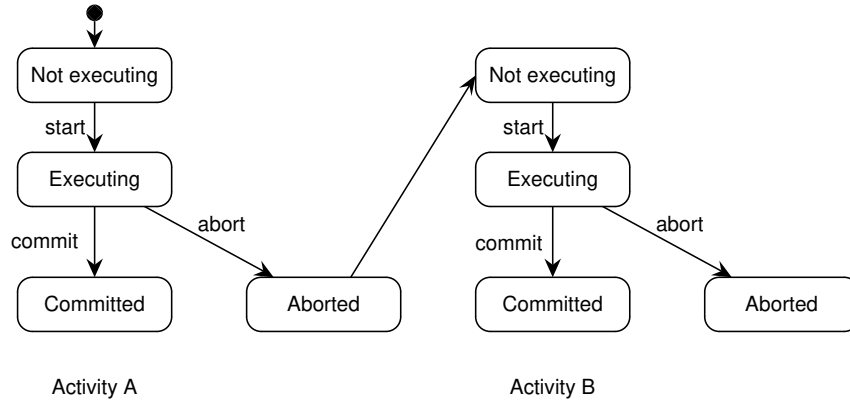 Not executing
start
Executing
commit
abort
Committed
Aborted
Activity A
Not executing
start
Executing
commit
abort
Committed
Aborted
Activity B